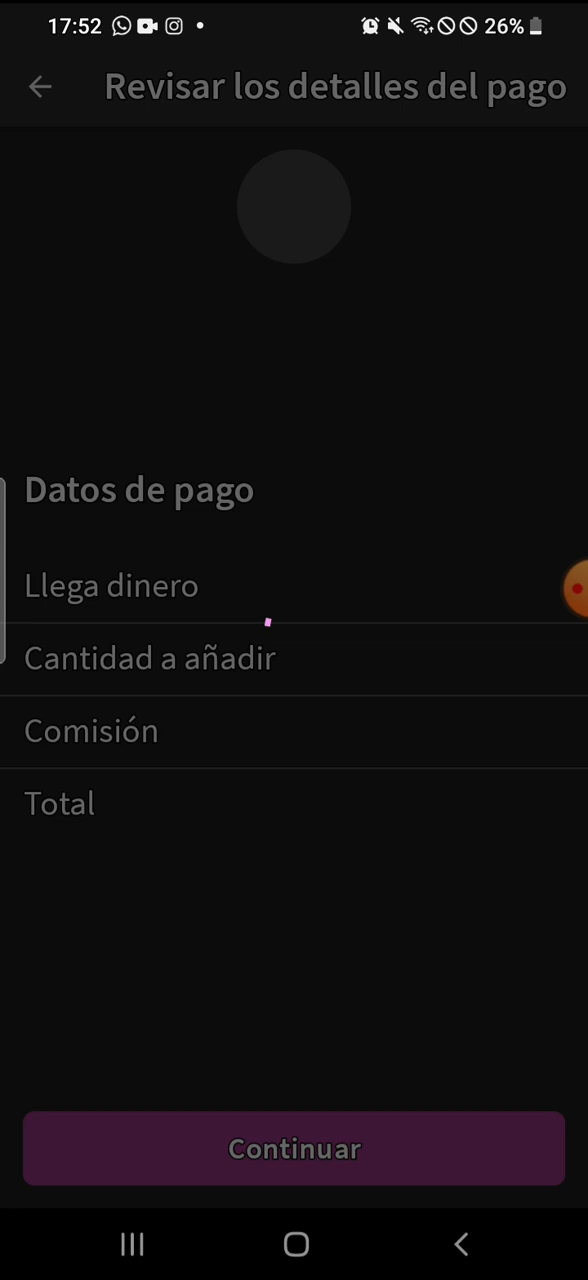 17:52 26%
Revisar los detalles del pago
Datos de pago
Llega dinero
Cantidad a añadir
Comisión
Total
Continuar